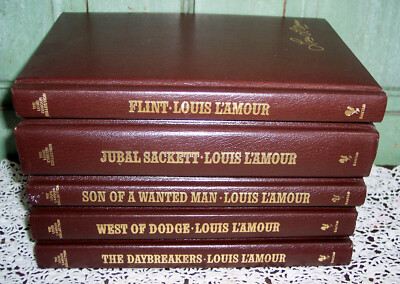 FLINT · LOUIS L'AMOUR
JUBAL SACKETT · LOUIS L'AMOUR
SON OF A WANTED MAN · LOUIS L'AMOUR
WEST OF DODGE · LOUIS L'AMOUR
THE DAYBREAKERS · LOUIS L'AMOUR